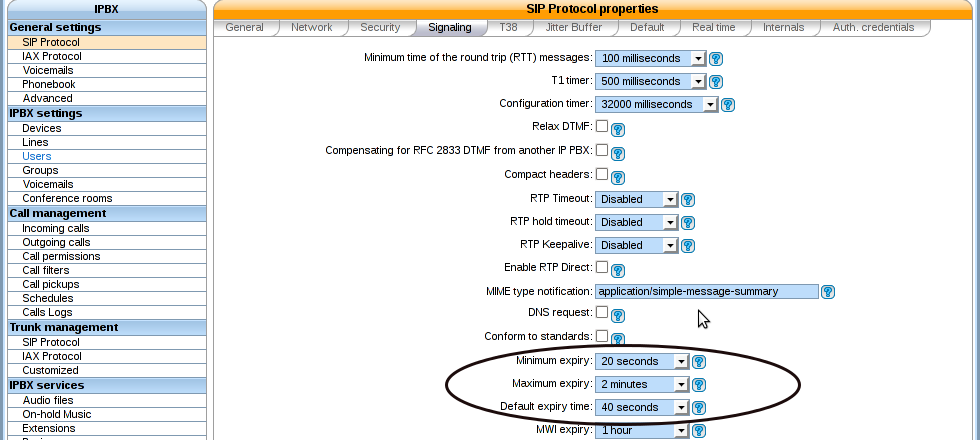 IPBX
General settings
SIP Protocol
IAX Protocol
Voicemails
Phonebook
Advanced
IPBX settings
Devices
Lines
Users
Groups
Voicemails
Conference rooms
Call management
Incoming calls
Outgoing calls
Call permissions
Call filters
Call pickups
Schedules
Calls Logs
Trunk management
SIP Protocol
IAX Protocol
Customized
IPBX services
Audio files
On-hold Music
Extensions
SIP Protocol properties
General Network Security Signaling T38 Jitter Buffer Default Real time Internals Auth. credentials
Minimum time of the round trip (RTT) messages: 100 milliseconds ?
T1 timer: 500 milliseconds ?
Configuration timer: 32000 milliseconds ?
Relax DTMF: ?
Compensating for RFC 2833 DTMF from another IP PBX: ?
Compact headers: ?
RTP Timeout: Disabled ?
RTP hold timeout: Disabled ?
RTP Keepalive: Disabled ?
Enable RTP Direct: ?
MIME type notification: application/simple-message-summary ?
DNS request: ?
Conform to standards: ?
Minimum expiry: 20 seconds ?
Maximum expiry: 2 minutes ?
Default expiry time: 40 seconds ?
MWI expiry: 1 hour ?